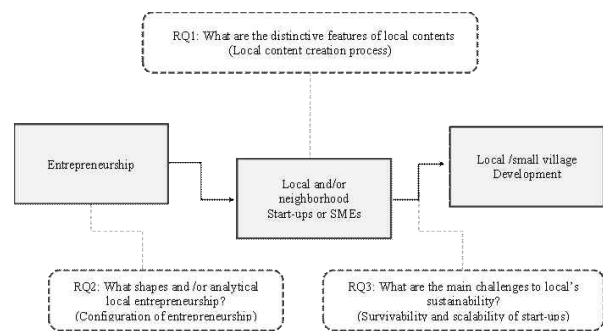 RQ1: What are the distinctive features of local contents
(Local content creation process)
Entrepreneurship
Local and/or
neighborhood
Start-ups or SMEs
Local /small village
Development
RQ2: What shapes and /or analytical
local entrepreneurship?
(Configuration of entrepreneurship)
RQ3: What are the main challenges to local's
sustainability?
(Survivability and scalability of start-ups)